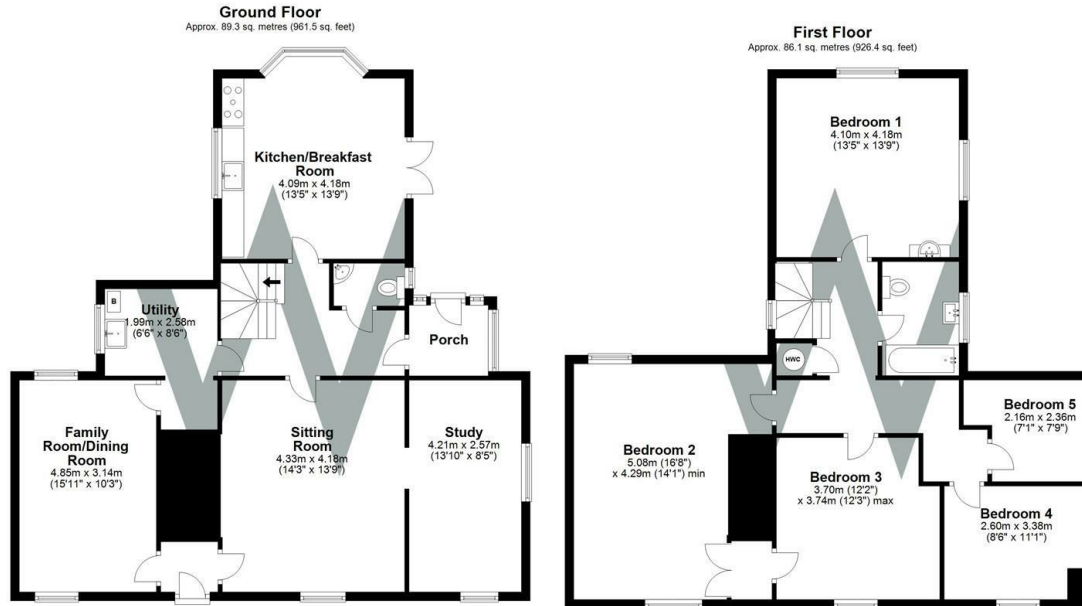 Ground Floor
Approx. 89.3 sq. metres (961.5 sq. feet)
Kitchen/Breakfast
Room
4.09m x 4.18m
(13'5" x 13'9")
B
Utility
1.99m x 2.58m
(6'6" x 8'6")
Porch
Family
Room/Dining
Room
4.85m x 3.14m
(15'11" x 10'3")
Sitting
Room
4.33m x 4.18m
(14'3" x 13'9")
Study
4.21m x 2.57m
(13'10" x 8'5")
First Floor
Approx. 86.1 sq. metres (926.4 sq. feet)
Bedroom 1
4.10m x 4.18m
(13'5" x 13'9")
HWC
Bedroom 2
5.08m (16'8")
x 4.29m (14'1") min
Bedroom 3
3.70m (12'2")
x 3.74m (12'3") max
Bedroom 5
2.16m x 2.36m
(7'1" x 7'9")
Bedroom 4
2.60m x 3.38m
(8'6" x 11'1")